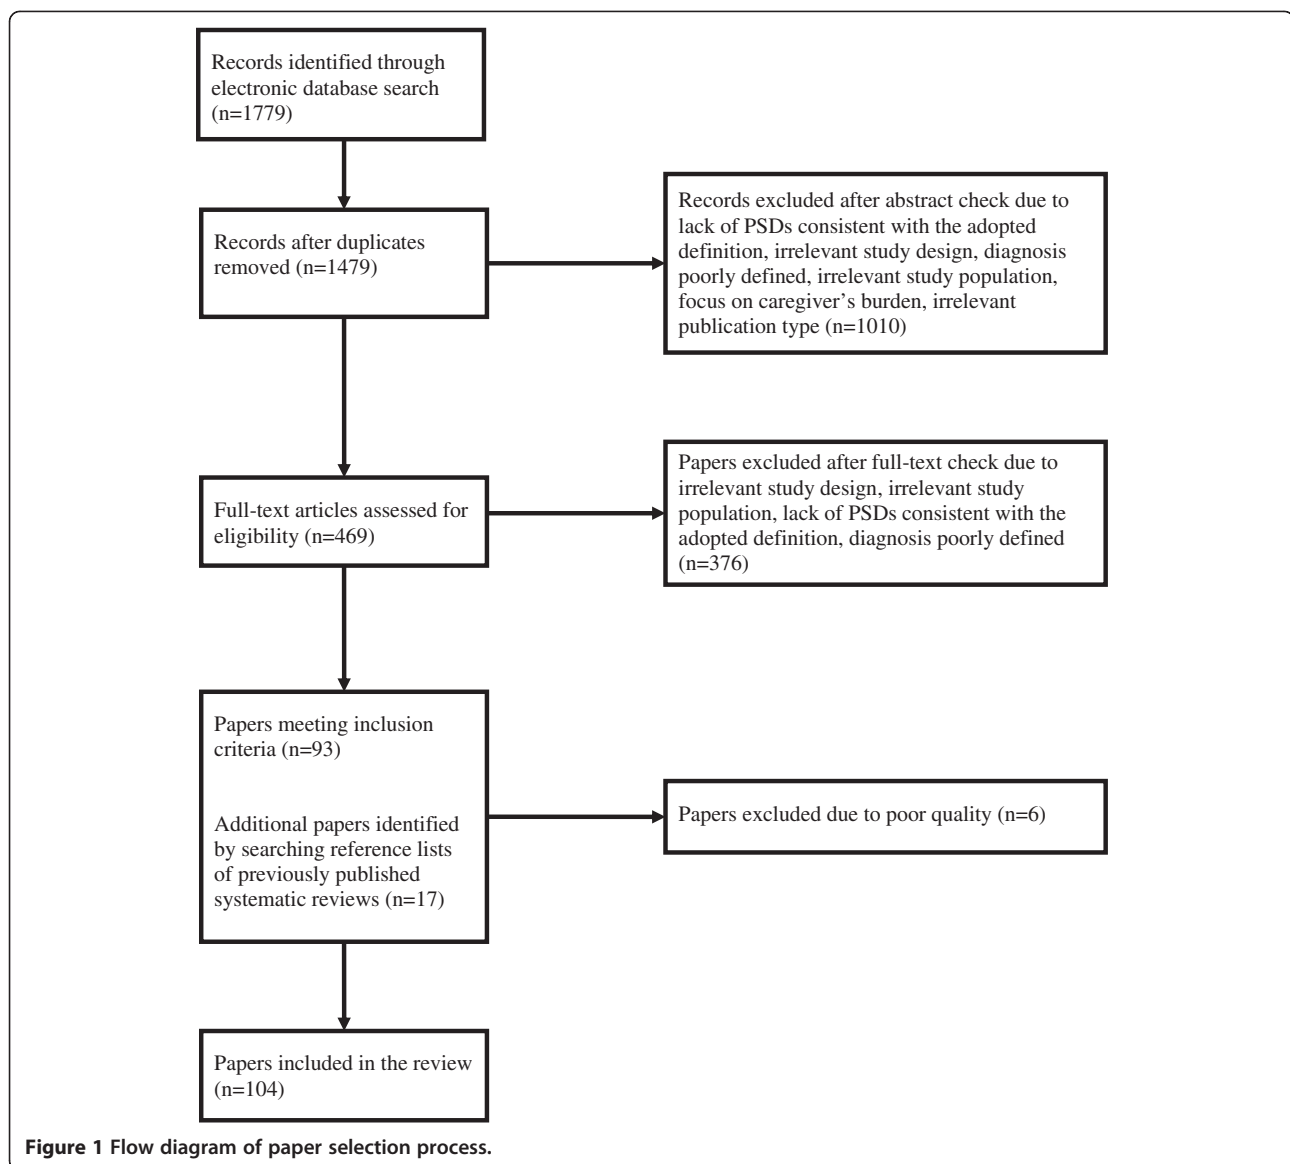 Records identified through
electronic database search
(n=1779)
Records after duplicates
removed (n=1479)
Records excluded after abstract check due to
lack of PSDs consistent with the adopted
definition, irrelevant study design, diagnosis
poorly defined, irrelevant study population,
focus on caregiver’s burden, irrelevant
publication type (n=1010)
Full-text articles assessed for
eligibility (n=469)
Papers excluded after full-text check due to
irrelevant study design, irrelevant study
population, lack of PSDs consistent with the
adopted definition, diagnosis poorly defined
(n=376)
Papers meeting inclusion
criteria (n=93)
Additional papers identified
by searching reference lists
of previously published
systematic reviews (n=17)
Papers excluded due to poor quality (n=6)
Papers included in the review
(n=104)
Figure 1 Flow diagram of paper selection process.